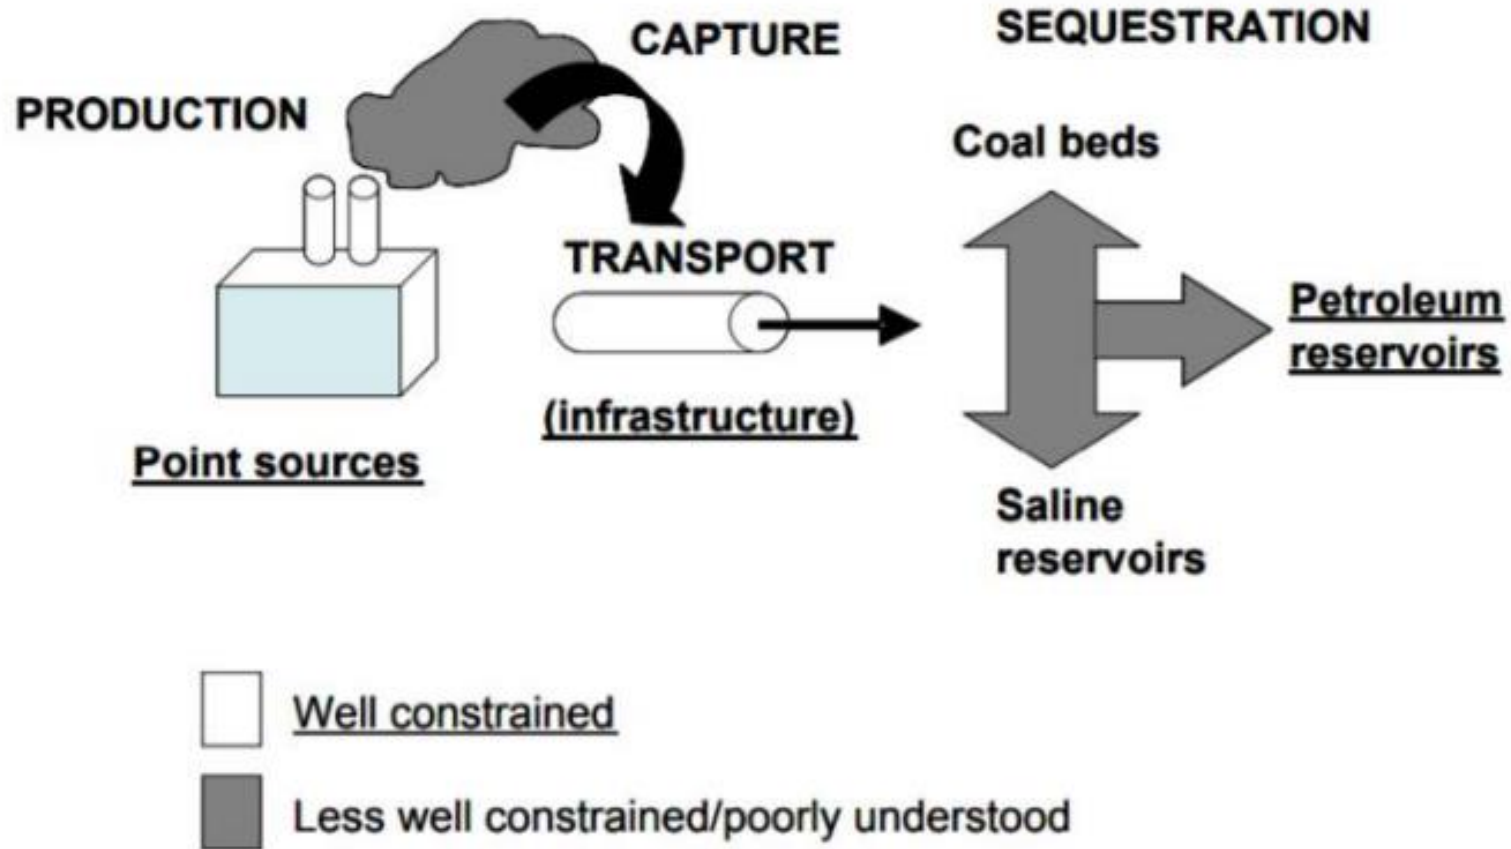 PRODUCTION
CAPTURE
SEQUESTRATION
Coal beds
TRANSPORT
Petroleum
reservoirs
(infrastructure)
Point sources
Saline
reservoirs
Well constrained
Less well constrained/poorly understood